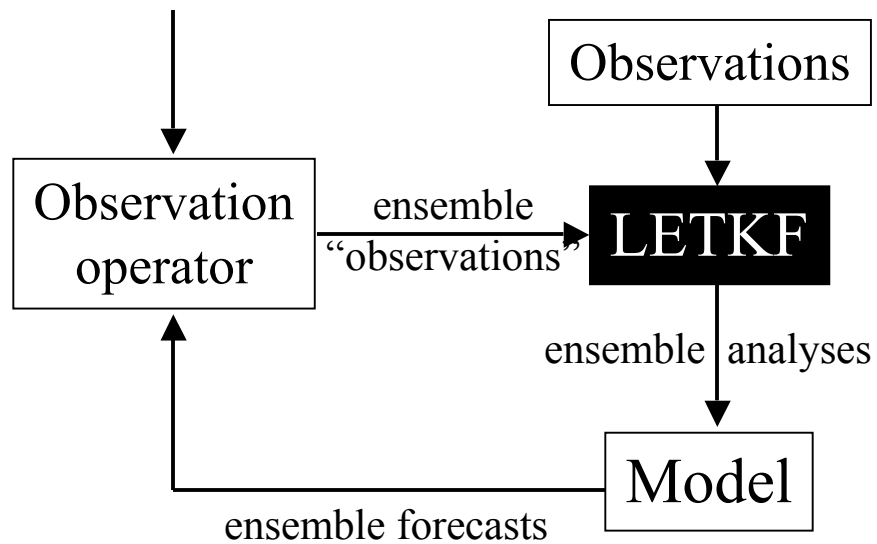 Observations
Observation
operator
ensemble
“observations”
LETKF
ensemble analyses
Model
ensemble forecasts